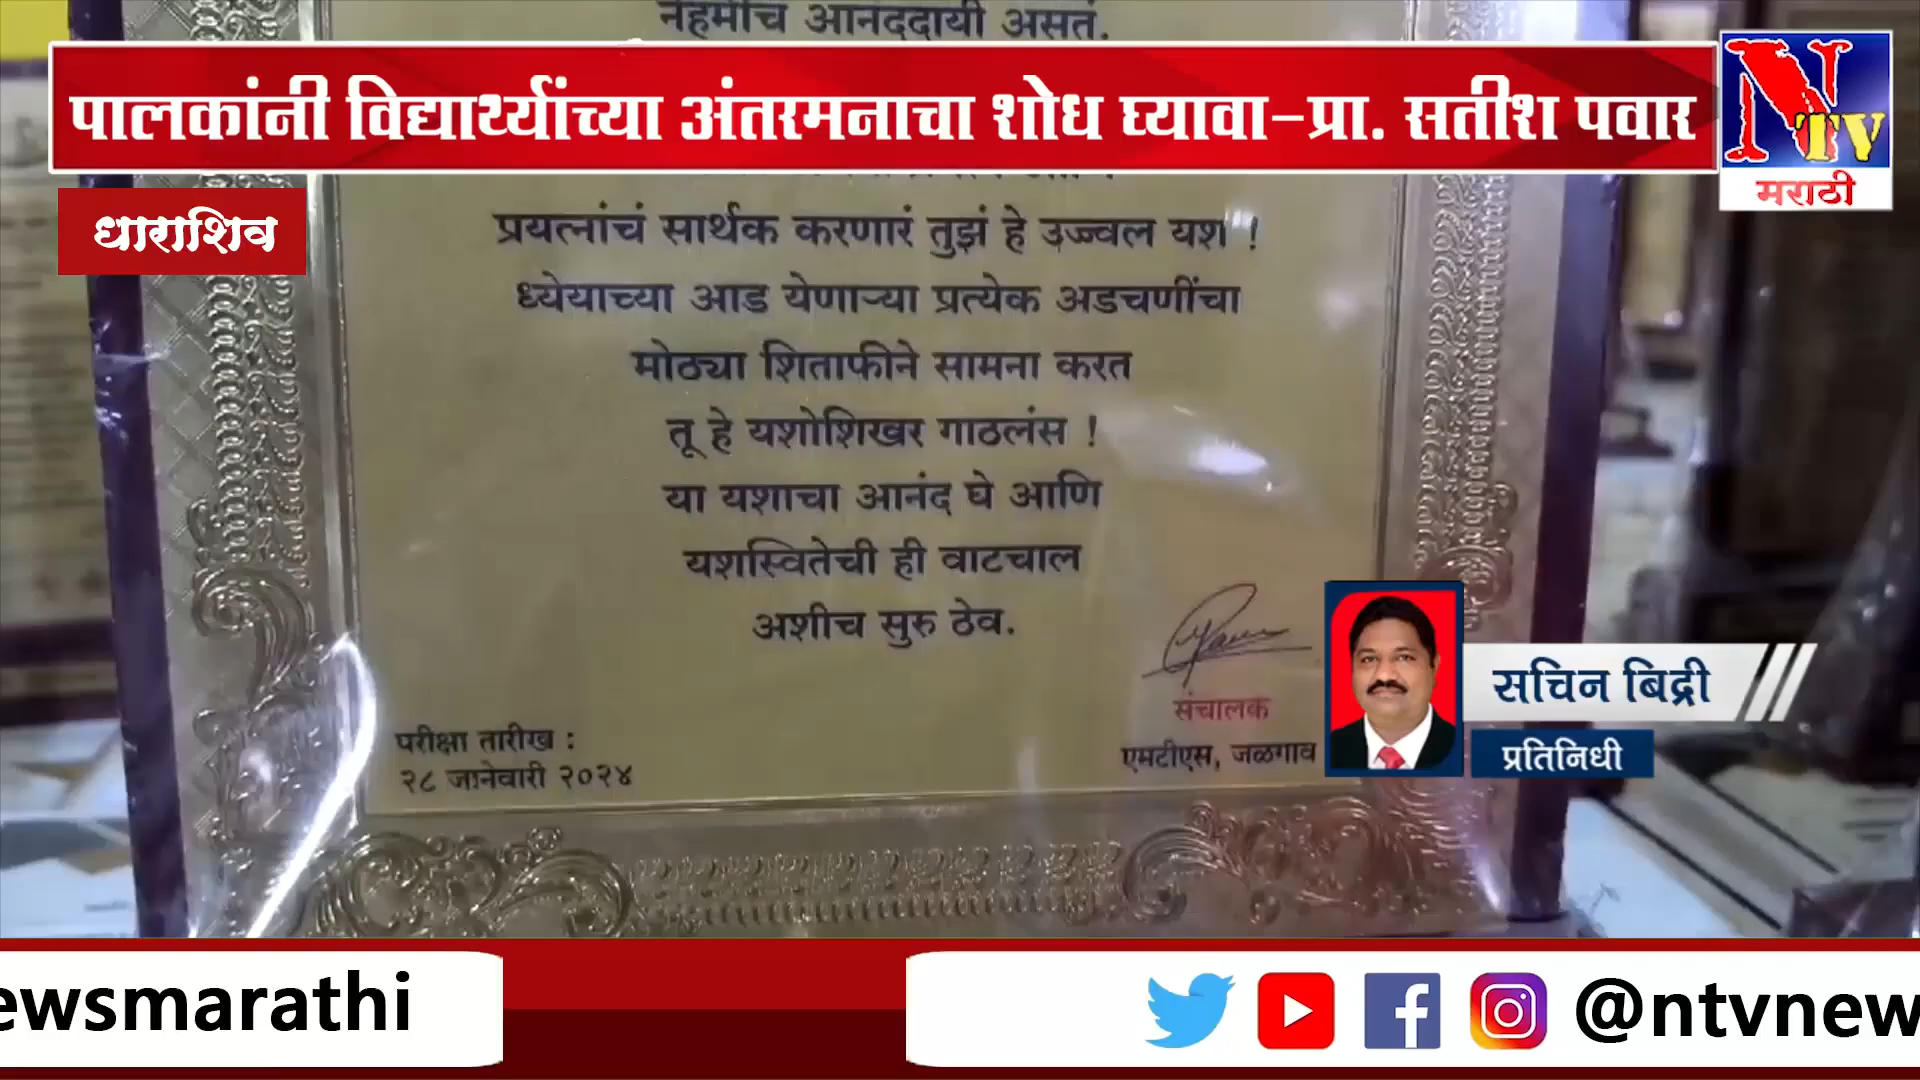 नेहमीच आनंददायी असतं.
पालकांनी विद्यार्थ्यांच्या अंतरमनाचा शोध घ्यावा-प्रा. सतीश पवार
NTV
मराठी
धाराशिव
प्रयत्नांचं सार्थक करणारं तुझं हे उज्ज्वल यश !
ध्येयाच्या आड येणाऱ्या प्रत्येक अडचणींचा
मोठ्या शिताफीने सामना करत
तू हे यशोशिखर गाठलंस !
या यशाचा आनंद घे आणि
यशस्वितेची ही वाटचाल
अशीच सुरु ठेव.
संचालक
एमटीएस, जळगाव
परीक्षा तारीख :
२८ जानेवारी २०२४
सचिन बिद्री
प्रतिनिधी
ewsmarathi
@ntvnew